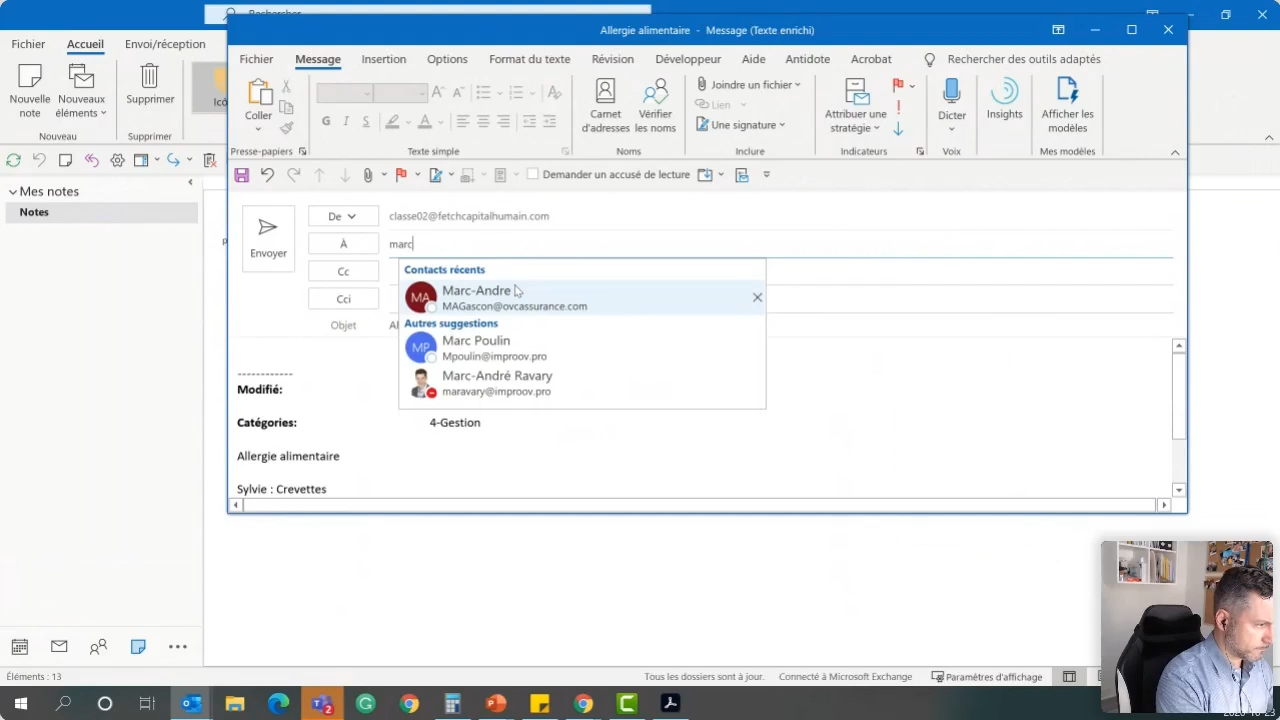 Rechercher
Allergie alimentaire - Message (Texte enrichi)
Fichier Accueil Envoi/réception
Fichier Message Insertion Options Format du texte Révision Développeur Aide Antidote Acrobat Rechercher des outils adaptés
Nouvelle note
Nouveaux éléments
Supprimer
Icô
Nouveau
Supprimer
Coller
G I S
Carnet d'adresses
Vérifier les noms
Joindre un fichier
Lien
Une signature
Attribuer une stratégie
Dicter
Insights
Afficher les modèles
Presse-papiers Texte simple Noms Inclure Indicateurs Voix Mes modèles
Demander un accusé de lecture
Mes notes
Notes
Envoyer
De classe02@fetchcapitalhumain.com
À marc
Cc
Cci
Objet Al
Contacts récents
MA Marc-Andre
MAGascon@ovcassurance.com
Autres suggestions
MP Marc Poulin
Mpoulin@improov.pro
Marc-André Ravary
maravary@improov.pro
------------
Modifié:
Catégories: 4-Gestion
Allergie alimentaire
Sylvie : Crevettes
Éléments : 13 Tous les dossiers sont à jour. Connecté à Microsoft Exchange Paramètres d'affichage